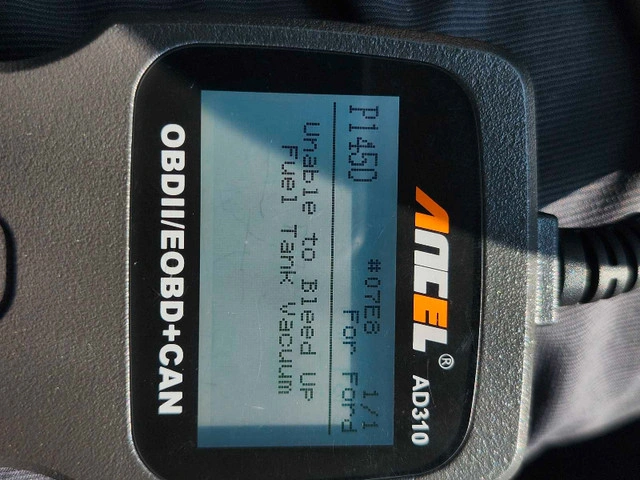 ANCEL® AD310
P1450 #07E8 1/1
For Ford
Unable to Bleed UP
Fuel Tank Vacuum
OBDII/EOBD+CAN